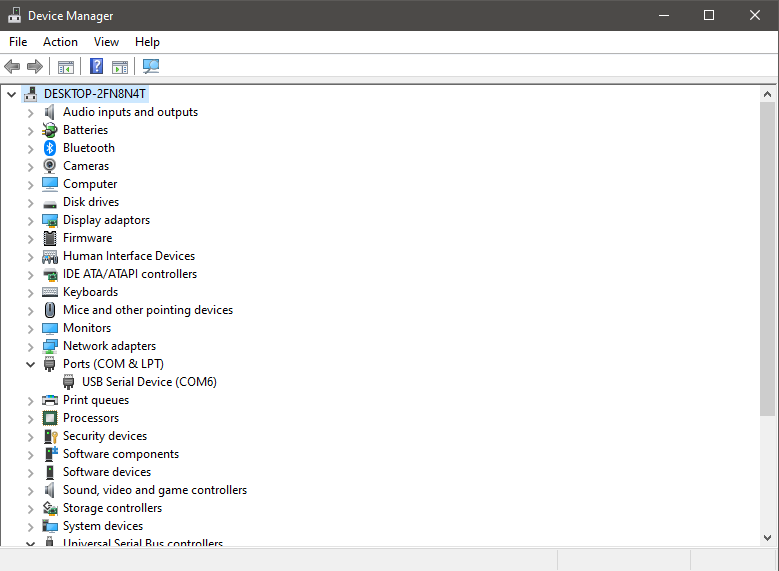 Device Manager
File Action View Help
DESKTOP-2FN8N4T
Audio inputs and outputs
Batteries
Bluetooth
Cameras
Computer
Disk drives
Display adaptors
Firmware
Human Interface Devices
IDE ATA/ATAPI controllers
Keyboards
Mice and other pointing devices
Monitors
Network adapters
Ports (COM & LPT)
USB Serial Device (COM6)
Print queues
Processors
Security devices
Software components
Software devices
Sound, video and game controllers
Storage controllers
System devices
Universal Serial Bus controllers